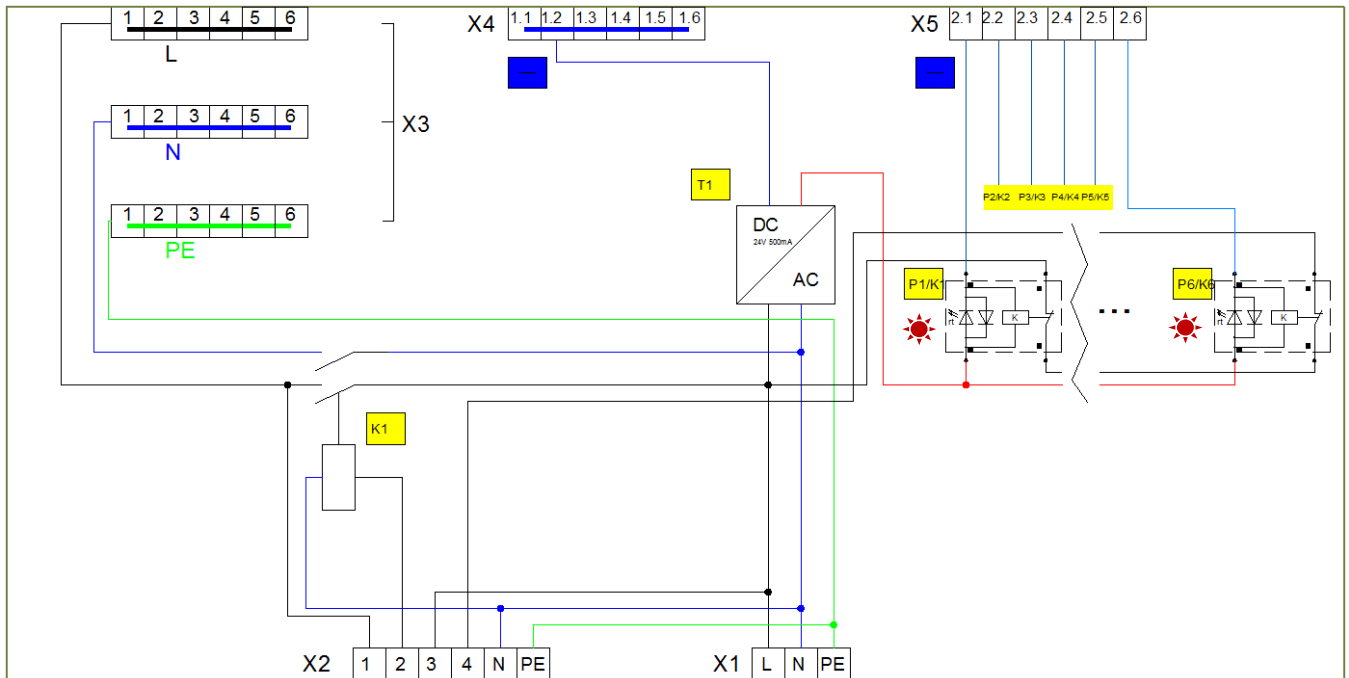 1 2 3 4 5 6
L
1 2 3 4 5 6
N
1 2 3 4 5 6
PE
X3
X4 1.1 1.2 1.3 1.4 1.5 1.6
—
X5 2.1 2.2 2.3 2.4 2.5 2.6
—
P2/K2 P3/K3 P4/K4 P5/K5
T1
DC
24V 500mA
AC
P1/K1
rt K
...
P6/K6
rt K
K1
X2 1 2 3 4 N PE
X1 L N PE